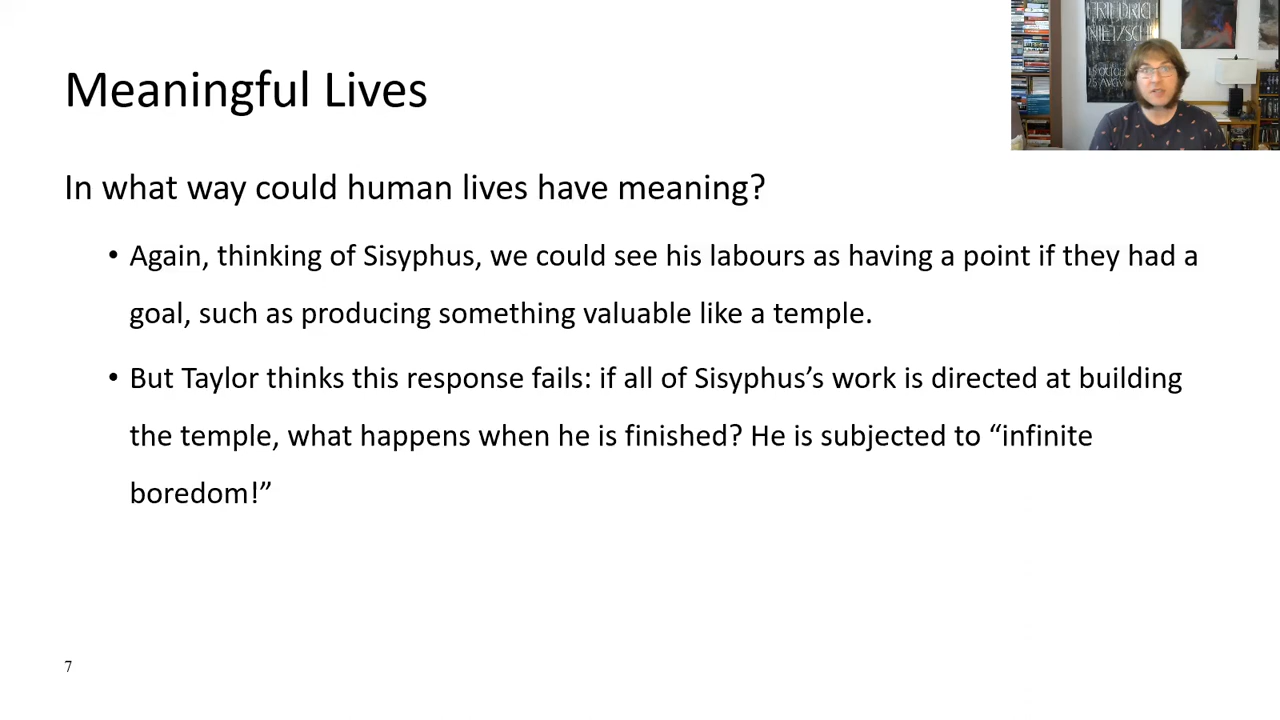 Meaningful Lives
In what way could human lives have meaning?
• Again, thinking of Sisyphus, we could see his labours as having a point if they had a
goal, such as producing something valuable like a temple.
• But Taylor thinks this response fails: if all of Sisyphus’s work is directed at building
the temple, what happens when he is finished? He is subjected to “infinite
boredom!”
7